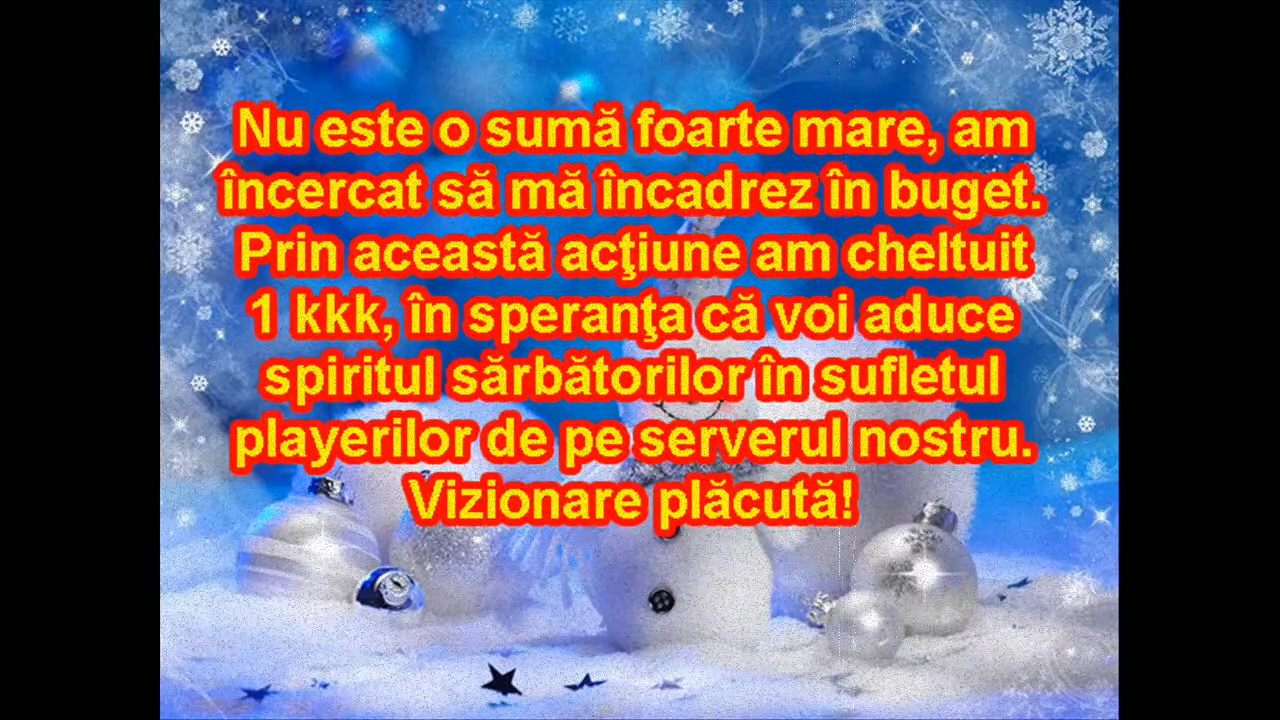 Nu este o sumă foarte mare, am
încercat să mă încadrez în buget.
Prin această acţiune am cheltuit
1 kkk, în speranţa că voi aduce
spiritul sărbătorilor în sufletul
playerilor de pe serverul nostru.
Vizionare plăcută!